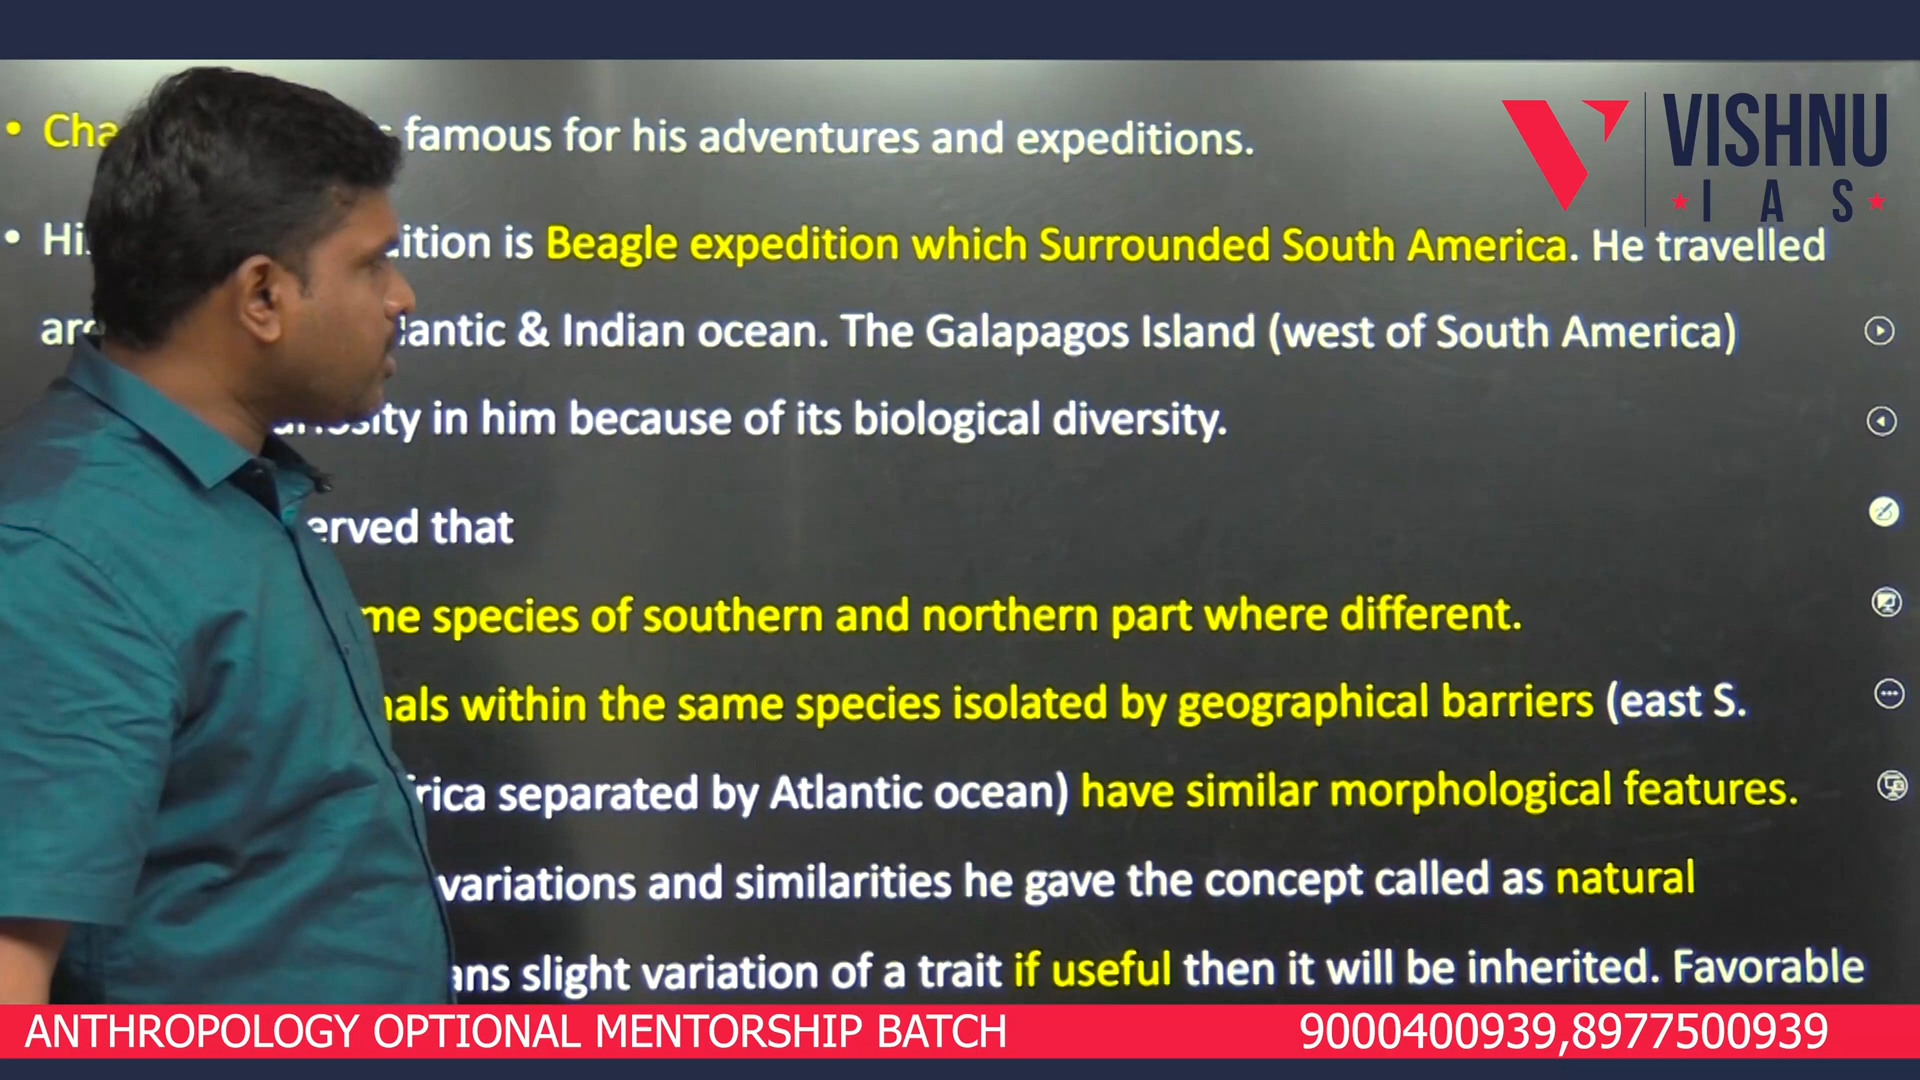 • Cha famous for his adventures and expeditions.
VISHNU
IAS
• Hi ition is Beagle expedition which Surrounded South America. He travelled
lantic & Indian ocean. The Galapagos Island (west of South America)
ity in him because of its biological diversity.
erved that
me species of southern and northern part where different.
nals within the same species isolated by geographical barriers (east S.
rica separated by Atlantic ocean) have similar morphological features.
variations and similarities he gave the concept called as natural
ans slight variation of a trait if useful then it will be inherited. Favorable
ANTHROPOLOGY OPTIONAL MENTORSHIP BATCH 9000400939,8977500939